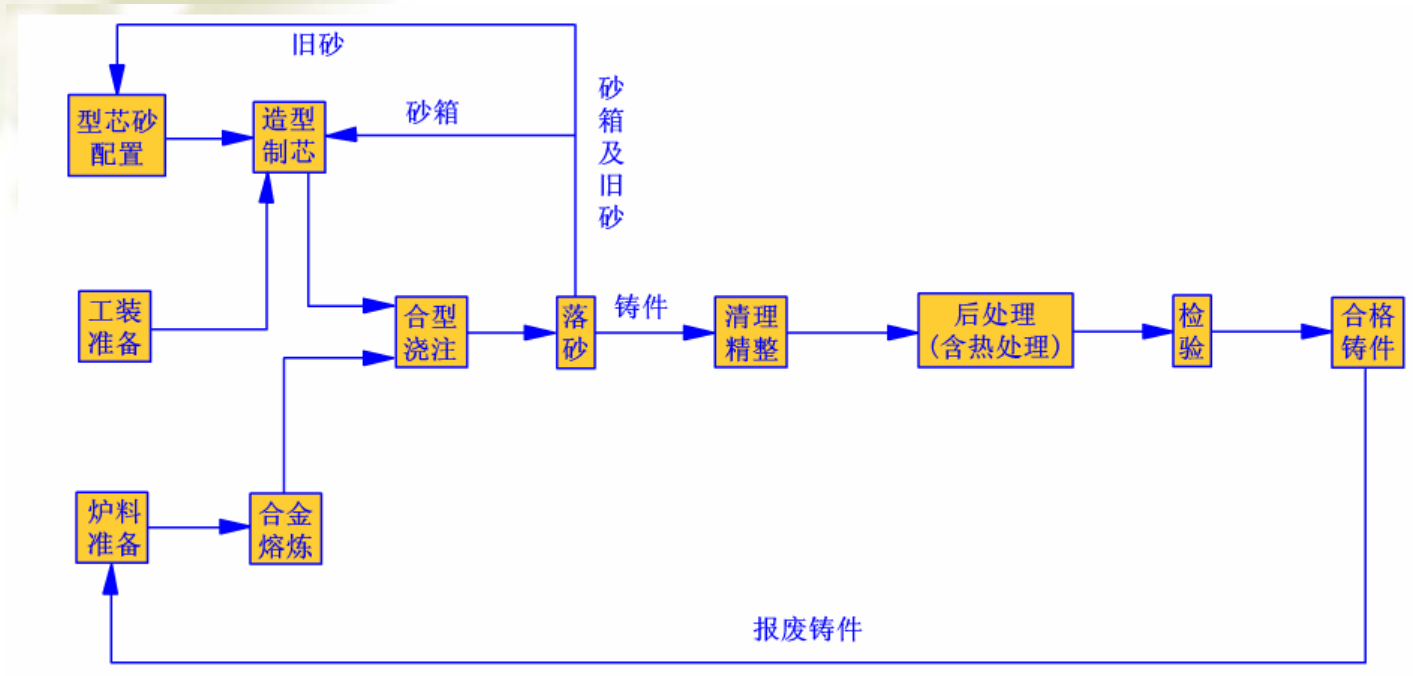 旧砂
砂
箱
及
旧
砂
型芯砂
配置
造型
制芯
砂箱
工装
准备
合型
浇注
落
砂
铸件
清理
精整
后处理
(含热处理)
检
验
合格
铸件
炉料
准备
合金
熔炼
报废铸件